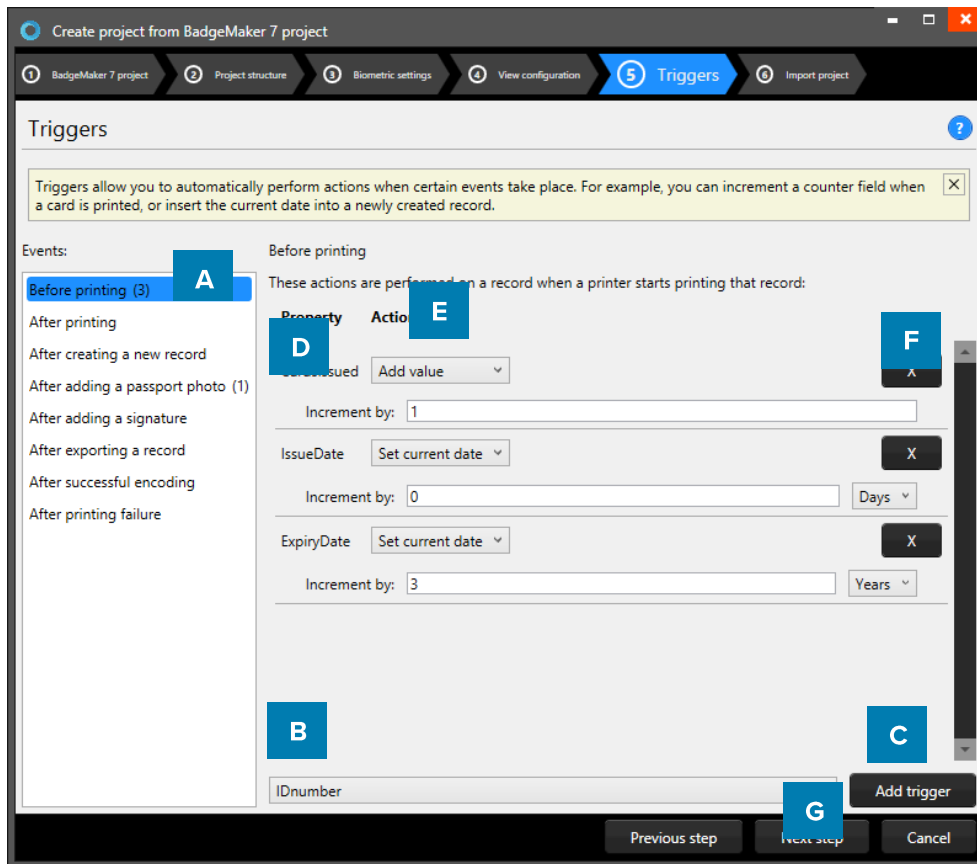 Create project from BadgeMaker 7 project
1 BadgeMaker 7 project 2 Project structure 3 Biometric settings 4 View configuration 5 Triggers 6 Import project
Triggers
?
Triggers allow you to automatically perform actions when certain events take place. For example, you can increment a counter field when
a card is printed, or insert the current date into a newly created record.
Events:
Before printing (3)
A
After printing
After creating a new record
After adding a passport photo (1)
After adding a signature
After exporting a record
After successful encoding
After printing failure
Before printing
These actions are performed on a record when a printer starts printing that record:
Property Action
E
D
F
Add value X
Increment by: 1
IssueDate Set current date X
Increment by: 0 Days
ExpiryDate Set current date X
Increment by: 3 Years
B
C
IDnumber Add trigger
G
Previous step Next step Cancel